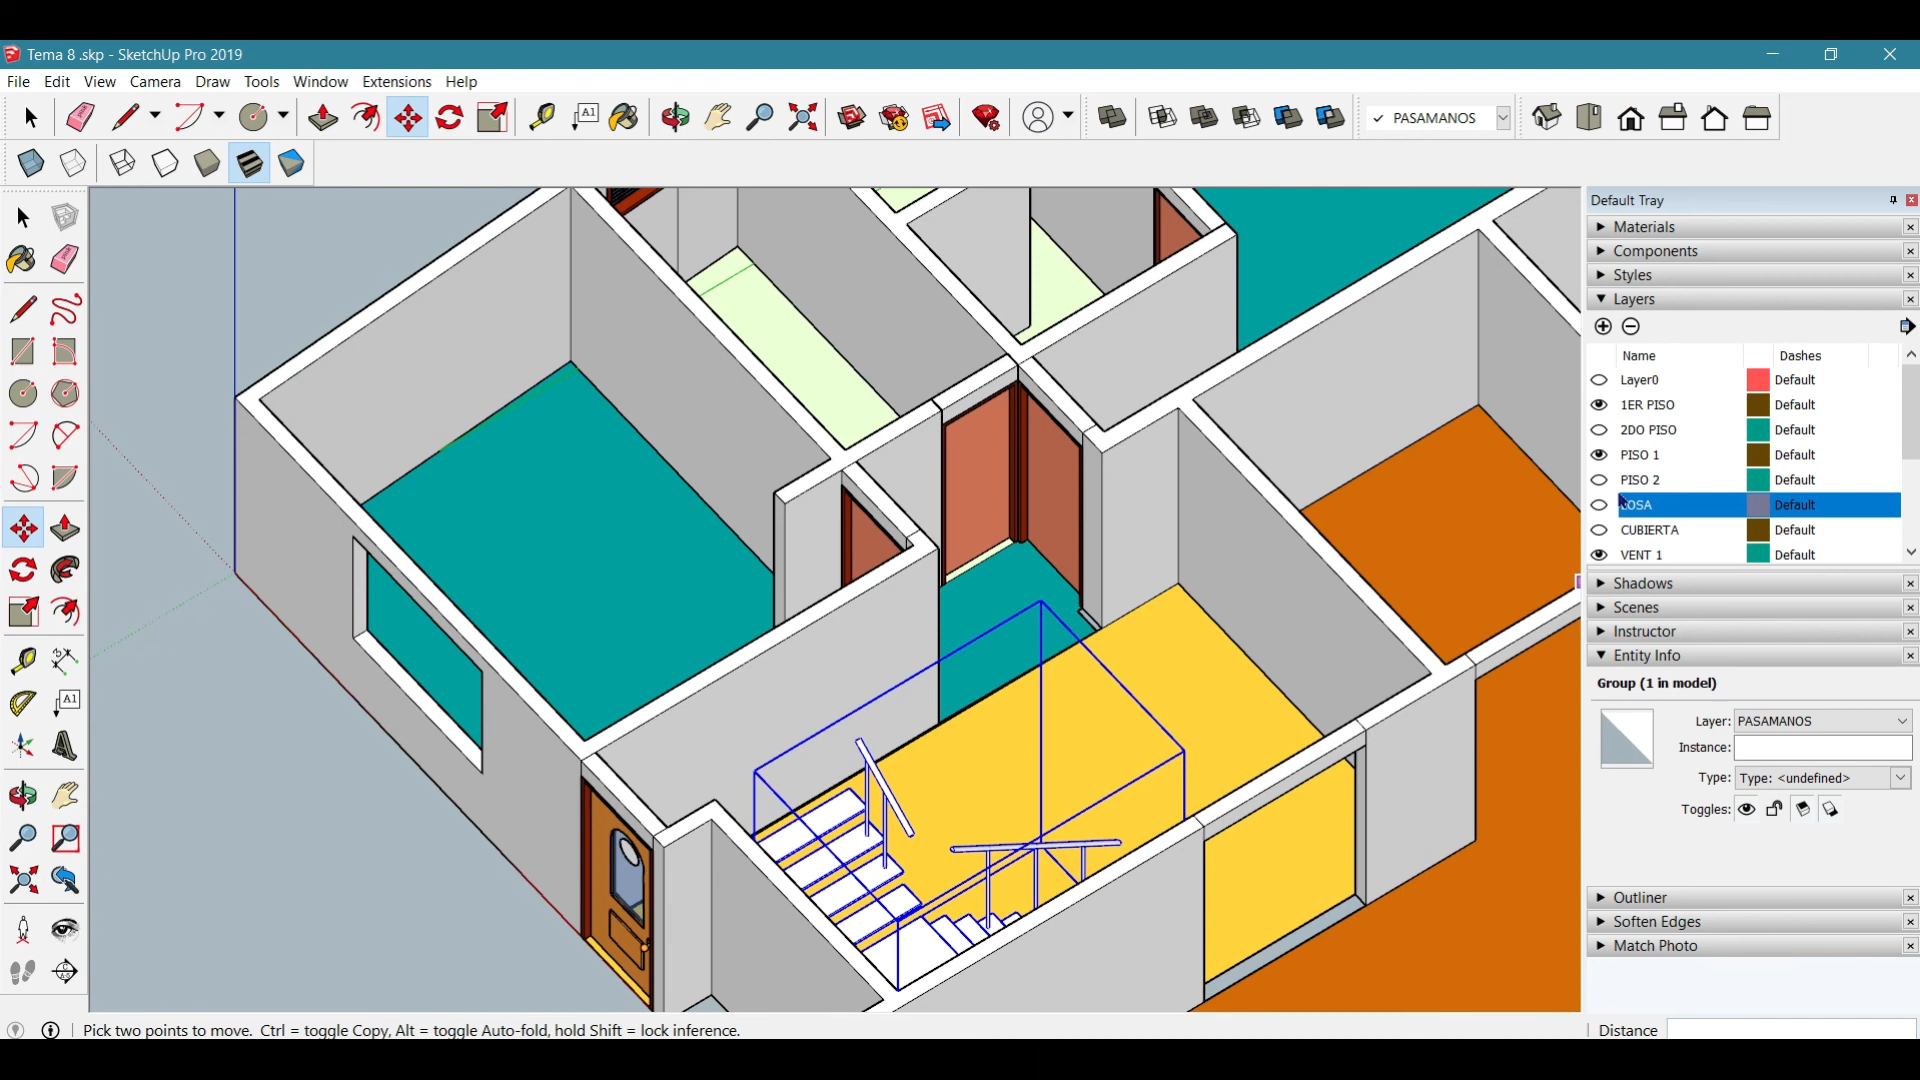 Tema 8 .skp - SketchUp Pro 2019
File Edit View Camera Draw Tools Window Extensions Help
A1
✓ PASAMANOS
Default Tray
Materials
Components
Styles
Layers
Name Dashes
Layer0 Default
1ER PISO Default
2DO PISO Default
PISO 1 Default
PISO 2 Default
Default
CUBIERTA Default
VENT 1 Default
Shadows
Scenes
Instructor
Entity Info
Group (1 in model)
Layer: PASAMANOS
Instance:
Type: Type: <undefined>
Toggles:
Outliner
Soften Edges
Match Photo
A1
Pick two points to move. Ctrl = toggle Copy, Alt = toggle Auto-fold, hold Shift = lock inference.
Distance